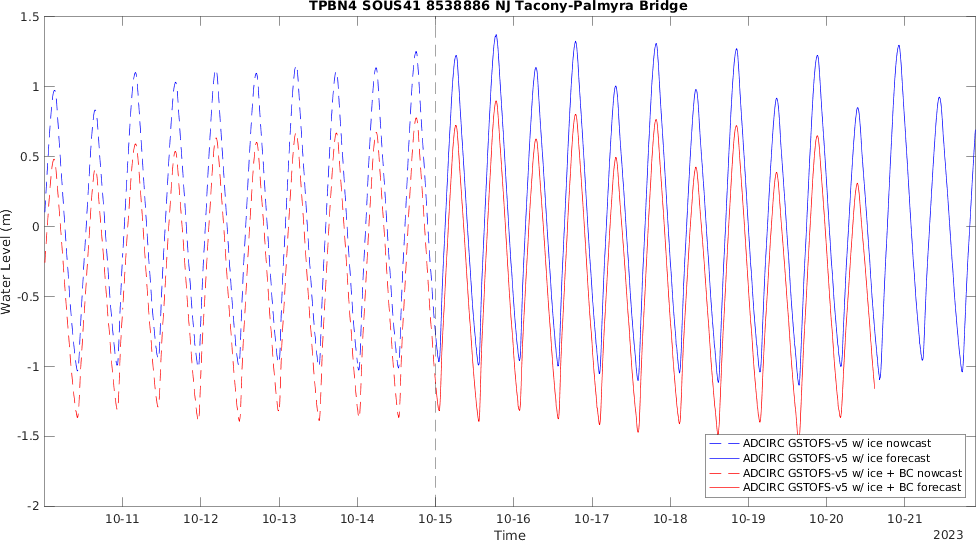 TPBN4 SOUS41 8538886 NJ Tacony-Palmyra Bridge
1.5
1
0.5
0
-0.5
-1
-1.5
-2
Water Level (m)
10-11 10-12 10-13 10-14 10-15 10-16 10-17 10-18 10-19 10-20 10-21
Time
2023
ADCIRC GSTOFS-v5 w/ ice nowcast
ADCIRC GSTOFS-v5 w/ ice forecast
ADCIRC GSTOFS-v5 w/ ice + BC nowcast
ADCIRC GSTOFS-v5 w/ ice + BC forecast